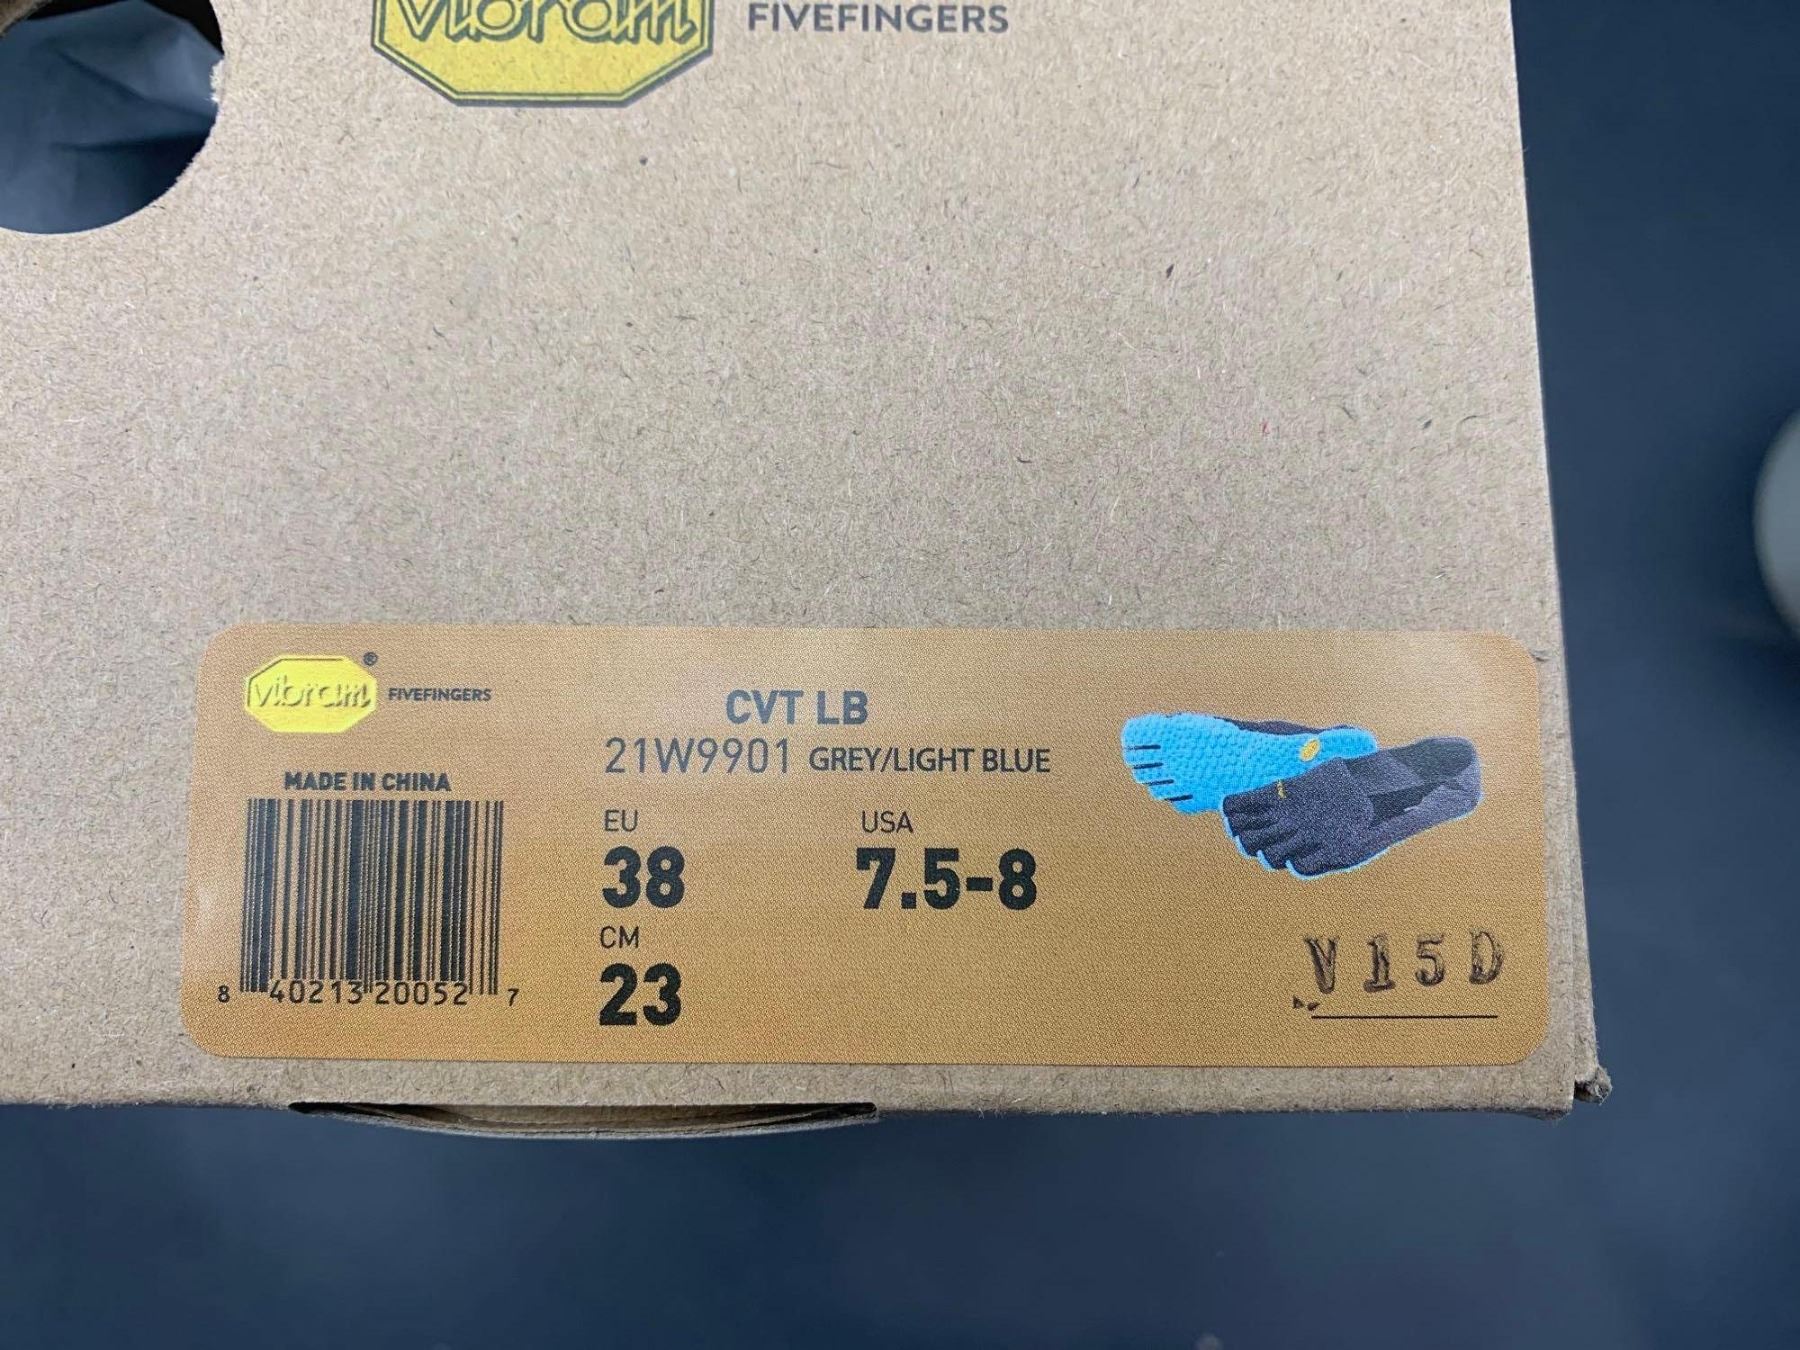 vibram FIVEFINGERS
vibram® FIVEFINGERS
MADE IN CHINA
8 40213 20052 7
CVT LB
21W9901 GREY/LIGHT BLUE
EU USA
38 7.5-8
CM
23
V15D